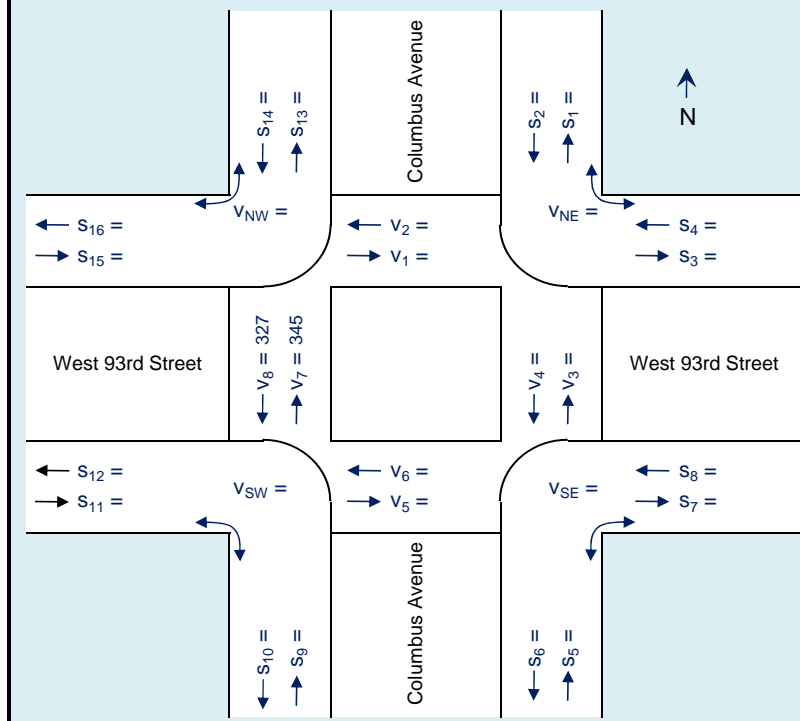 Columbus Avenue
s14 =
s13 =
s2 =
s1 =
N
s16 =
s15 =
vNW =
v2 =
v1 =
vNE =
s4 =
s3 =
West 93rd Street
v8 = 327
v7 = 345
v4 =
v3 =
West 93rd Street
s12 =
s11 =
vSW =
v6 =
v5 =
vSE =
s8 =
s7 =
s10 =
s9 =
Columbus Avenue
s6 =
s5 =